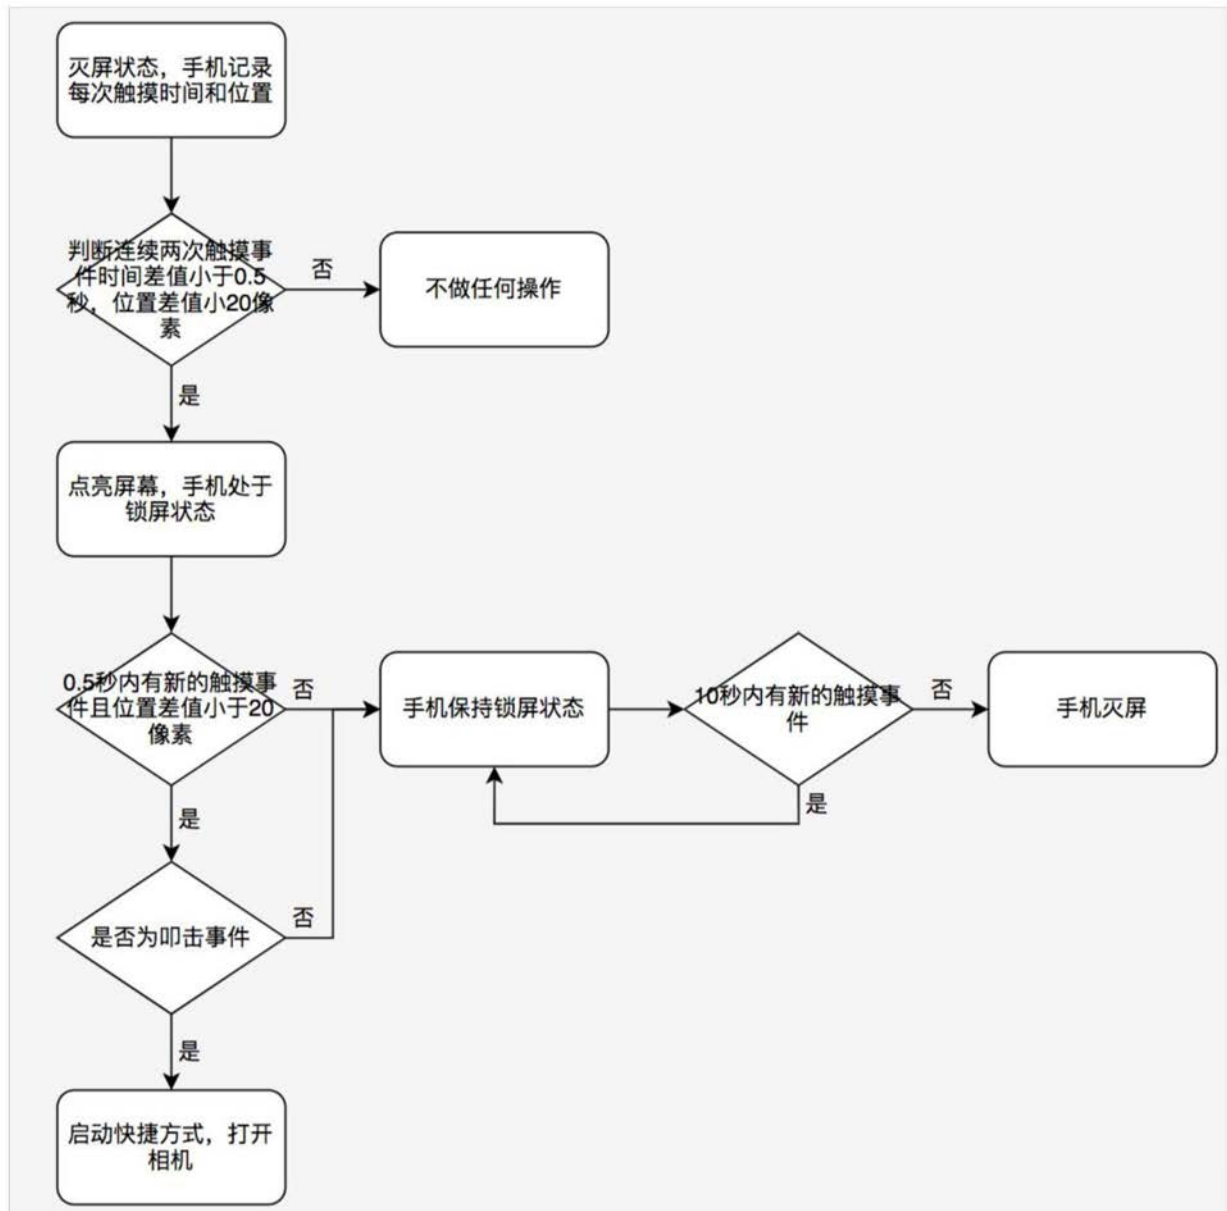 灭屏状态，手机记录
每次触摸时间和位置
判断连续两次触摸事
件时间差值小于0.5
秒，位置差值小20像
素
否
不做任何操作
是
点亮屏幕，手机处于
锁屏状态
0.5秒内有新的触摸事
件且位置差值小于20
像素
否
手机保持锁屏状态
10秒内有新的触摸事
件
否
手机灭屏
是
是
是否为叩击事件
否
是
启动快捷方式，打开
相机